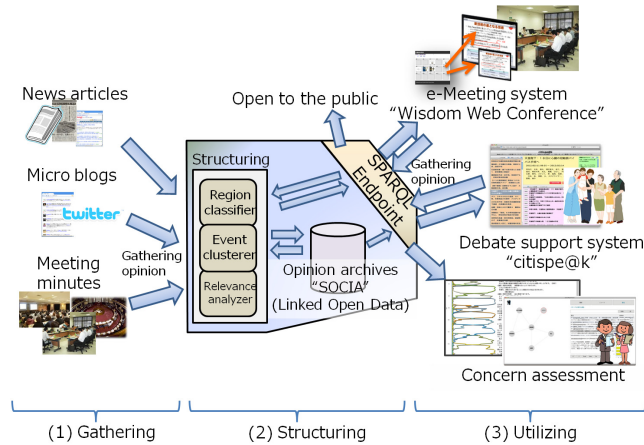 News articles
Micro blogs
twitter
Gathering
opinion
Meeting
minutes
Open to the public
Structuring
Region
classifier
Event
clusterer
Relevance
analyzer
Opinion archives
"SOCIA"
(Linked Open Data)
SPARQL
Endpoint
e-Meeting system
"Wisdom Web Conference"
Gathering
opinion
Debate support system
"citispe@k"
Concern assessment
(1) Gathering
(2) Structuring
(3) Utilizing